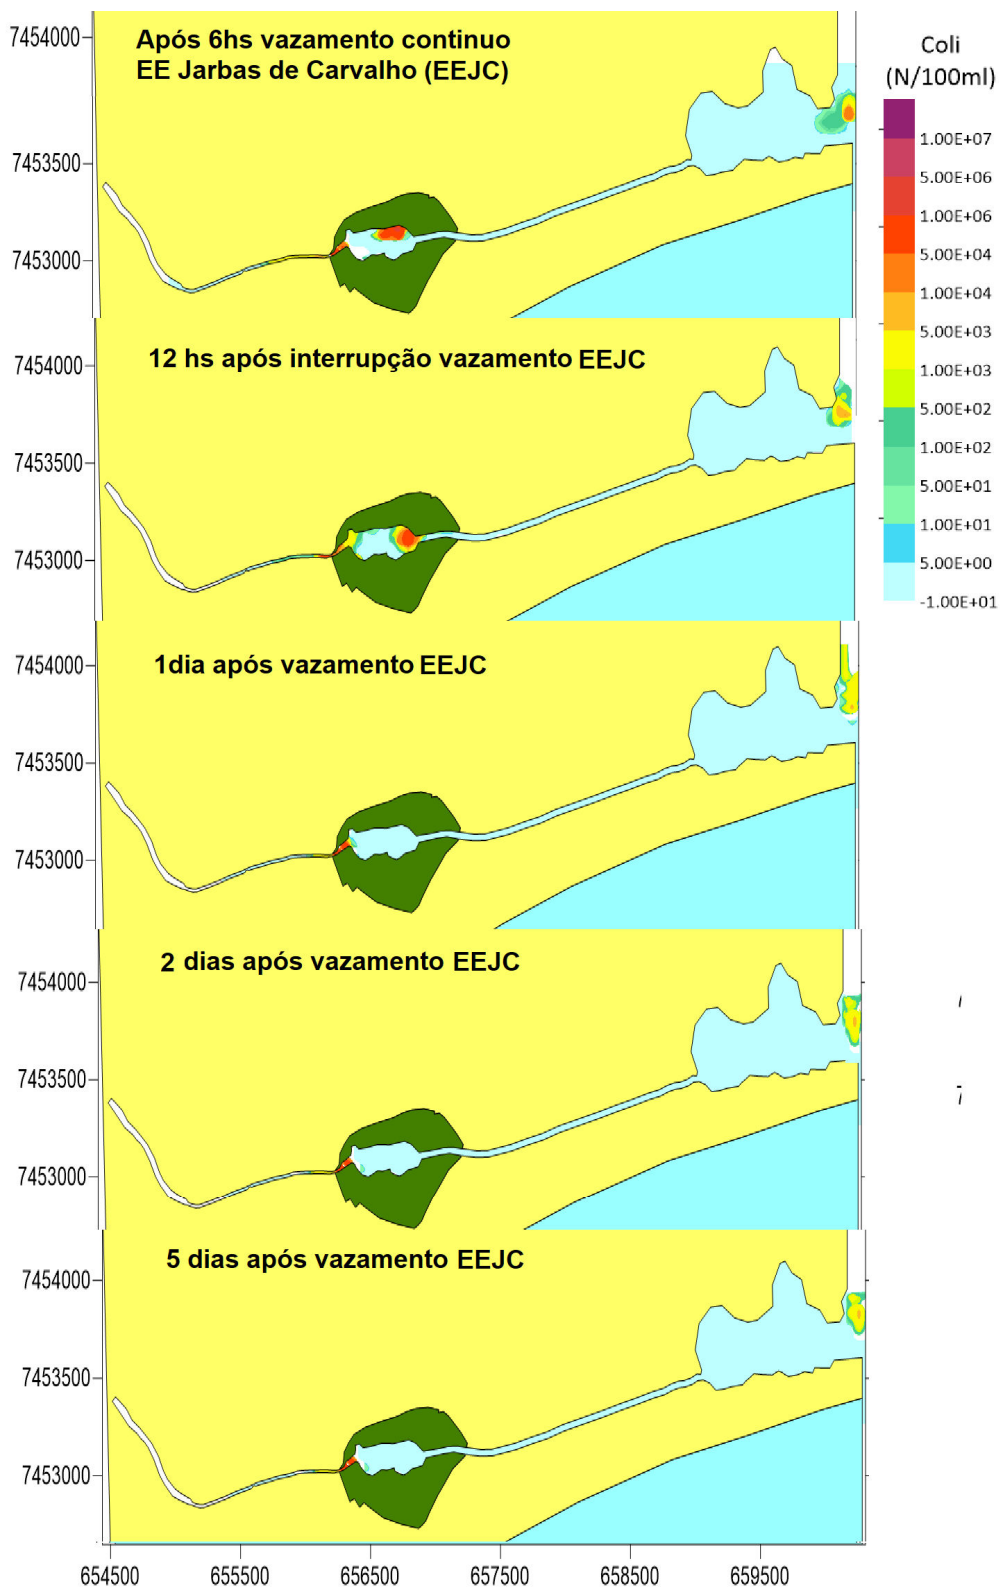 7454000
7453500
7453000
Após 6hs vazamento continuo
EE Jarbas de Carvalho (EEJC)
Coli
(N/100ml)
1.00E+07
5.00E+06
1.00E+06
5.00E+04
1.00E+04
5.00E+03
1.00E+03
5.00E+02
1.00E+02
5.00E+01
1.00E+01
5.00E+00
-1.00E+01
7454000
7453500
7453000
12 hs após interrupção vazamento EEJC
7454000
7453500
7453000
1dia após vazamento EEJC
7454000
7453500
7453000
2 dias após vazamento EEJC
7454000
7453500
7453000
5 dias após vazamento EEJC
654500 655500 656500 657500 658500 659500